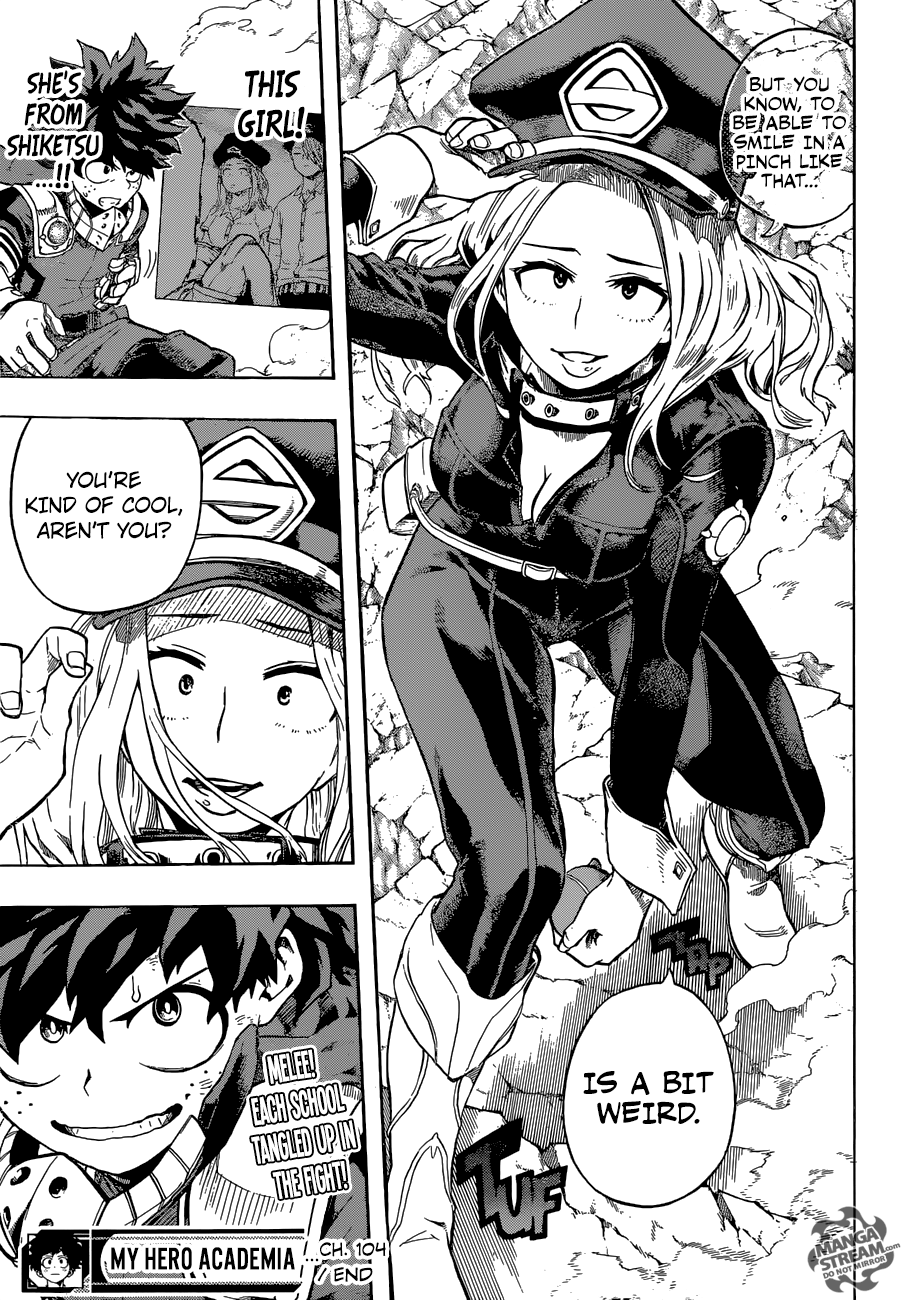 BUT YOU
KNOW, TO
BE ABLE TO
SMILE IN A
PINCH LIKE
THAT...
TAP
IS A BIT
WEIRD.
TUF
THIS
GIRL!
SHE'S
FROM
SHIKETSU
...!!
YOU'RE
KIND OF COOL,
AREN'T YOU?
MELEE!
EACH SCHOOL
TANGLED UP IN
THE FIGHT!
MY HERO ACADEMIA
...CH. 104
/ END
MANGA
STREAM.COM
DO NOT MIRROR!